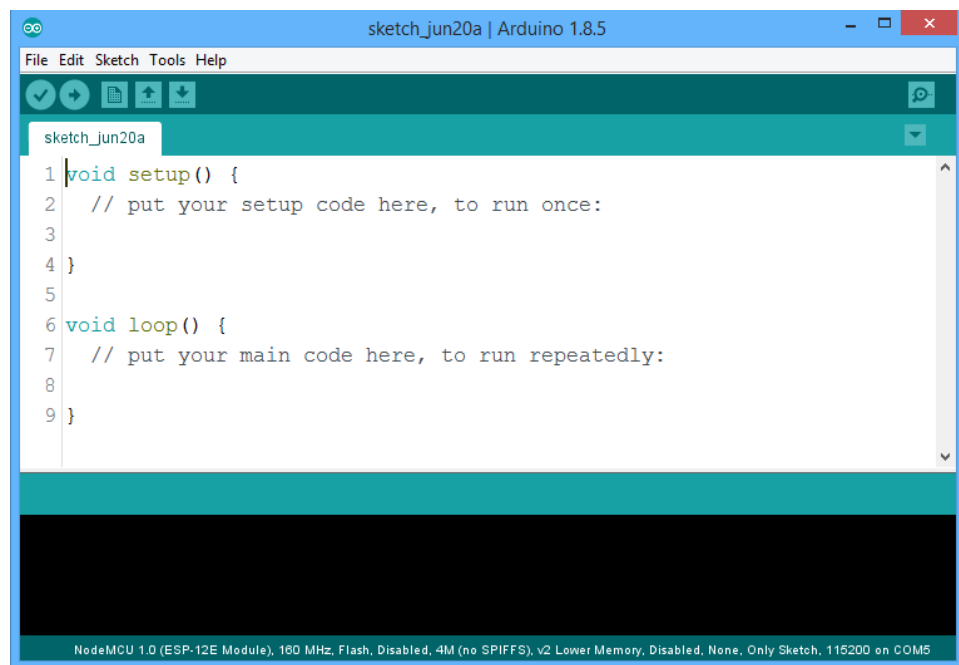 sketch_jun20a | Arduino 1.8.5
File Edit Sketch Tools Help
sketch_jun20a
1 void setup() {
2   // put your setup code here, to run once:
3
4 }
5
6 void loop() {
7   // put your main code here, to run repeatedly:
8
9 }
NodeMCU 1.0 (ESP-12E Module), 160 MHz, Flash, Disabled, 4M (no SPIFFS), v2 Lower Memory, Disabled, None, Only Sketch, 115200 on COM5